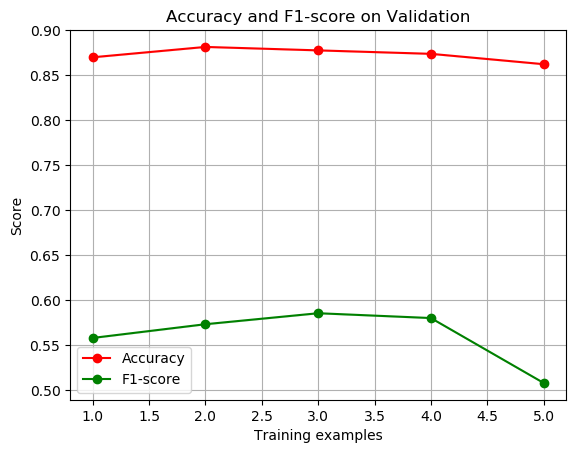 Accuracy and F1-score on Validation
0.90
0.85
0.80
0.75
0.70
0.65
0.60
0.55
0.50
Score
Accuracy
F1-score
1.0 1.5 2.0 2.5 3.0 3.5 4.0 4.5 5.0
Training examples